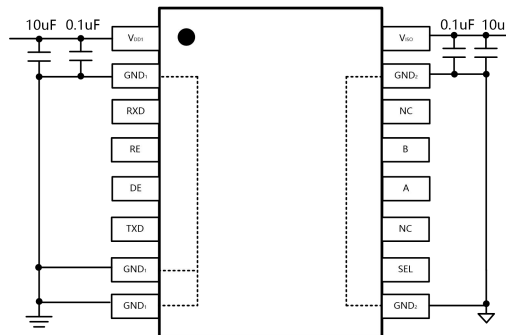 10uF 0.1uF
0.1uF 10u
VDD1
VISO
GND1
GND2
RXD
NC
RE
B
DE
A
TXD
NC
GND1
SEL
GND1
GND2